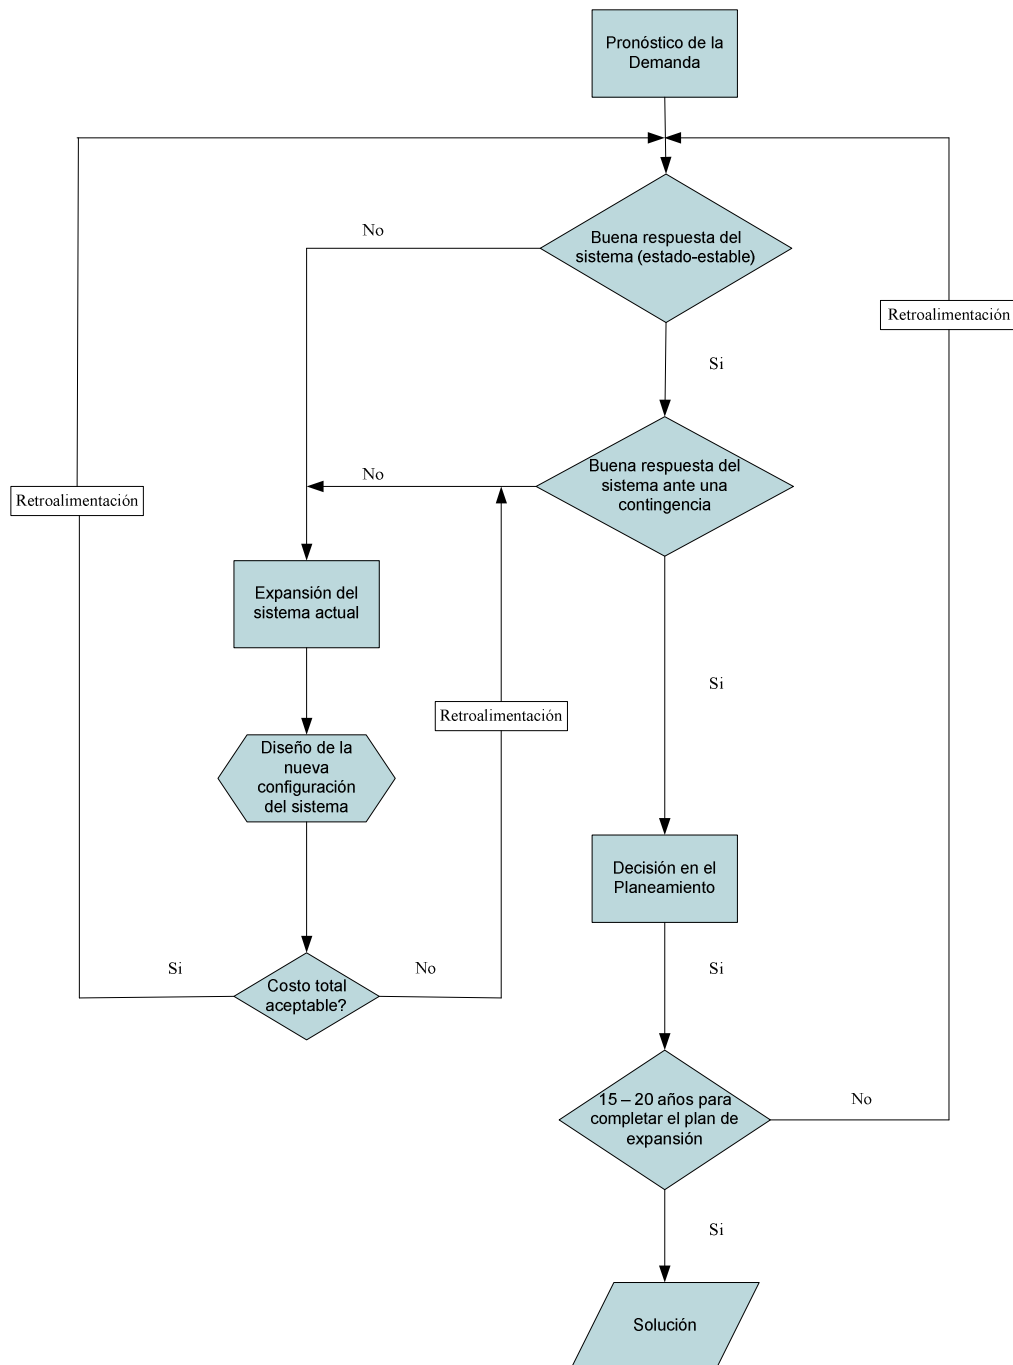 Pronóstico de la
Demanda
No
Buena respuesta del
sistema (estado-estable)
Retroalimentación
Si
No
Buena respuesta del
sistema ante una
contingencia
Retroalimentación
Expansión del
sistema actual
Si
Retroalimentación
Diseño de la
nueva
configuración
del sistema
Decisión en el
Planeamiento
Si
No
Si
Costo total
aceptable?
15 – 20 años para
completar el plan de
expansión
No
Si
Solución